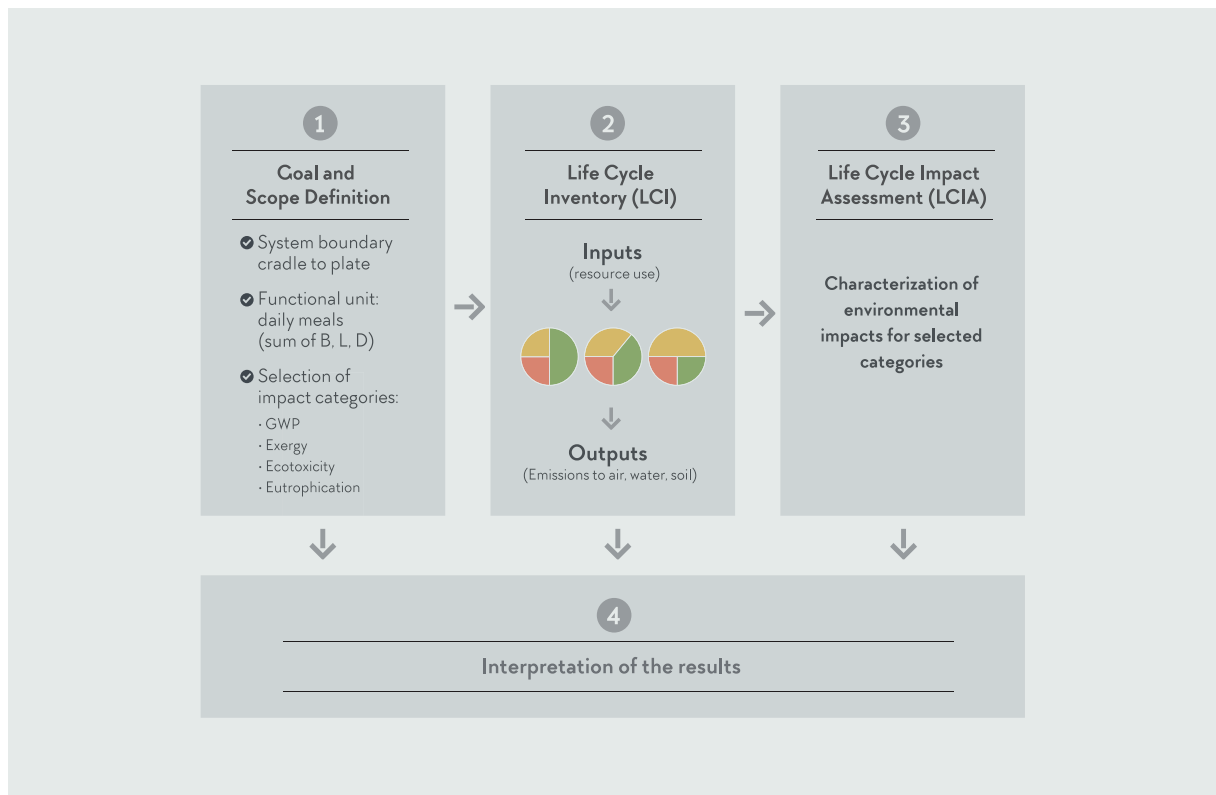 1
Goal and
Scope Definition
System boundary
cradle to plate
Functional unit:
daily meals
(sum of B, L, D)
Selection of
impact categories:
· GWP
· Exergy
· Ecotoxicity
· Eutrophication
2
Life Cycle
Inventory (LCI)
Inputs
(resource use)
Outputs
(Emissions to air, water, soil)
3
Life Cycle Impact
Assessment (LCIA)
Characterization of
environmental
impacts for selected
categories
4
Interpretation of the results